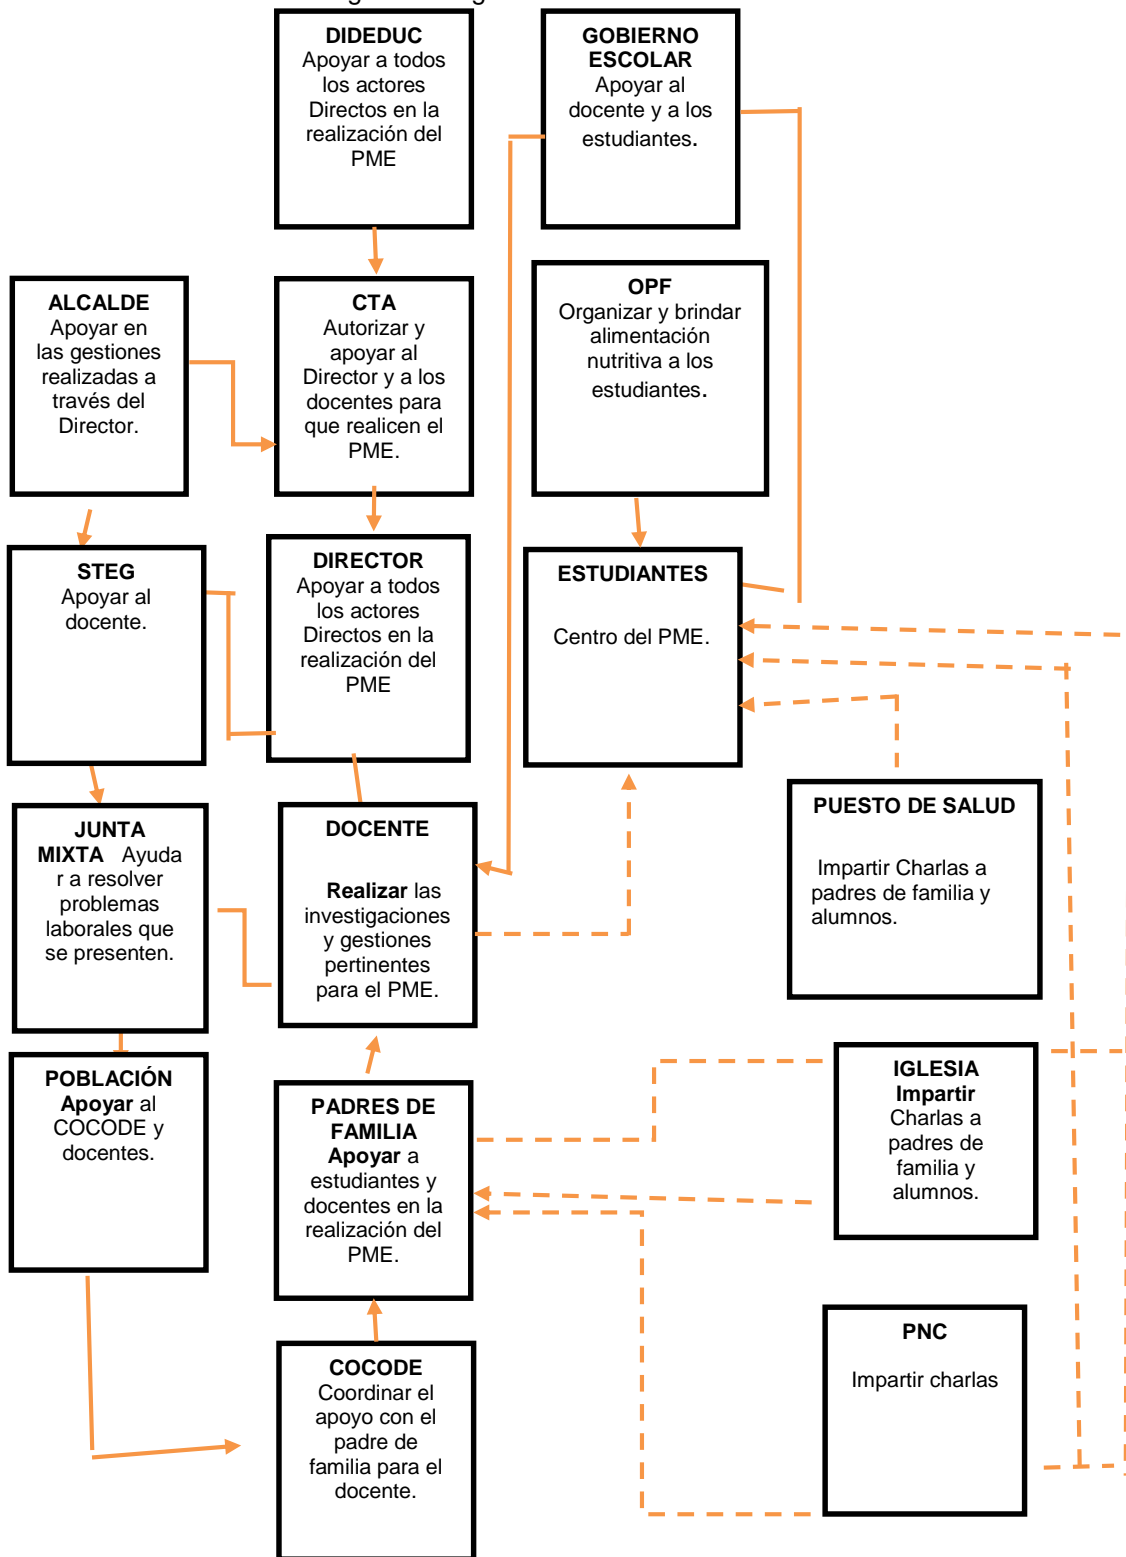 DIDEDUC
Apoyar a todos
los actores
Directos en la
realización del
PME
GOBIERNO
ESCOLAR
Apoyar al
docente y a los
estudiantes.
ALCALDE
Apoyar en
las gestiones
realizadas a
través del
Director.
CTA
Autorizar y
apoyar al
Director y a los
docentes para
que realicen el
PME.
OPF
Organizar y brindar
alimentación
nutritiva a los
estudiantes.
STEG
Apoyar al
docente.
DIRECTOR
Apoyar a todos
los actores
Directos en la
realización del
PME
ESTUDIANTES
Centro del PME.
JUNTA
MIXTA Ayuda
r a resolver
problemas
laborales que
se presenten.
DOCENTE
Realizar las
investigaciones
y gestiones
pertinentes
para el PME.
PUESTO DE SALUD
Impartir Charlas a
padres de familia y
alumnos.
POBLACIÓN
Apoyar al
COCODE y
docentes.
PADRES DE
FAMILIA
Apoyar a
estudiantes y
docentes en la
realización del
PME.
IGLESIA
Impartir
Charlas a
padres de
familia y
alumnos.
COCODE
Coordinar el
apoyo con el
padre de
familia para el
docente.
PNC
Impartir charlas